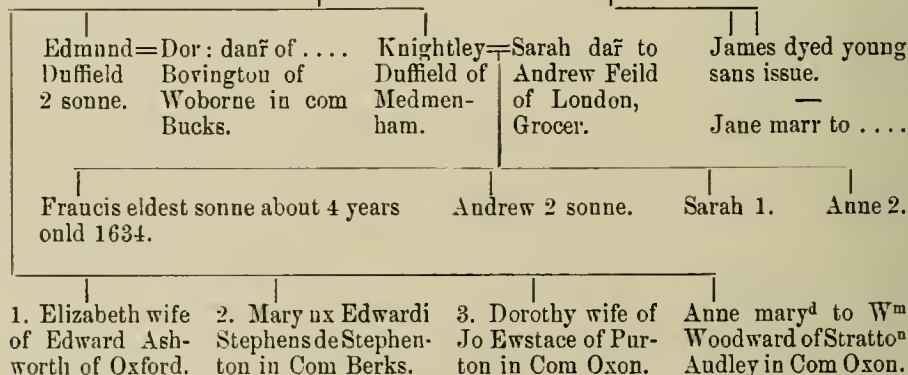 Edmund=Dor: daur̃ of .... Knightley=Sarah dar̃ to James dyed young
Duffield Bovington of Duffield of Andrew Feild sans issue.
2 sonne. Woborne in com Medmen- of London, —
Bucks. ham. Grocer. Jane marr to ....
Francis eldest sonne about 4 years Andrew 2 sonne. Sarah 1. Anne 2.
onld 1634.
1. Elizabeth wife 2. Mary ux Edwardi 3. Dorothy wife of Anne maryᵈ to Wᵐ
of Edward Ash- Stephens de Stephen- Jo Ewstace of Pur- Woodward of Strattoⁿ
worth of Oxford. ton in Com Berks. ton in Com Oxon. Audley in Com Oxon.